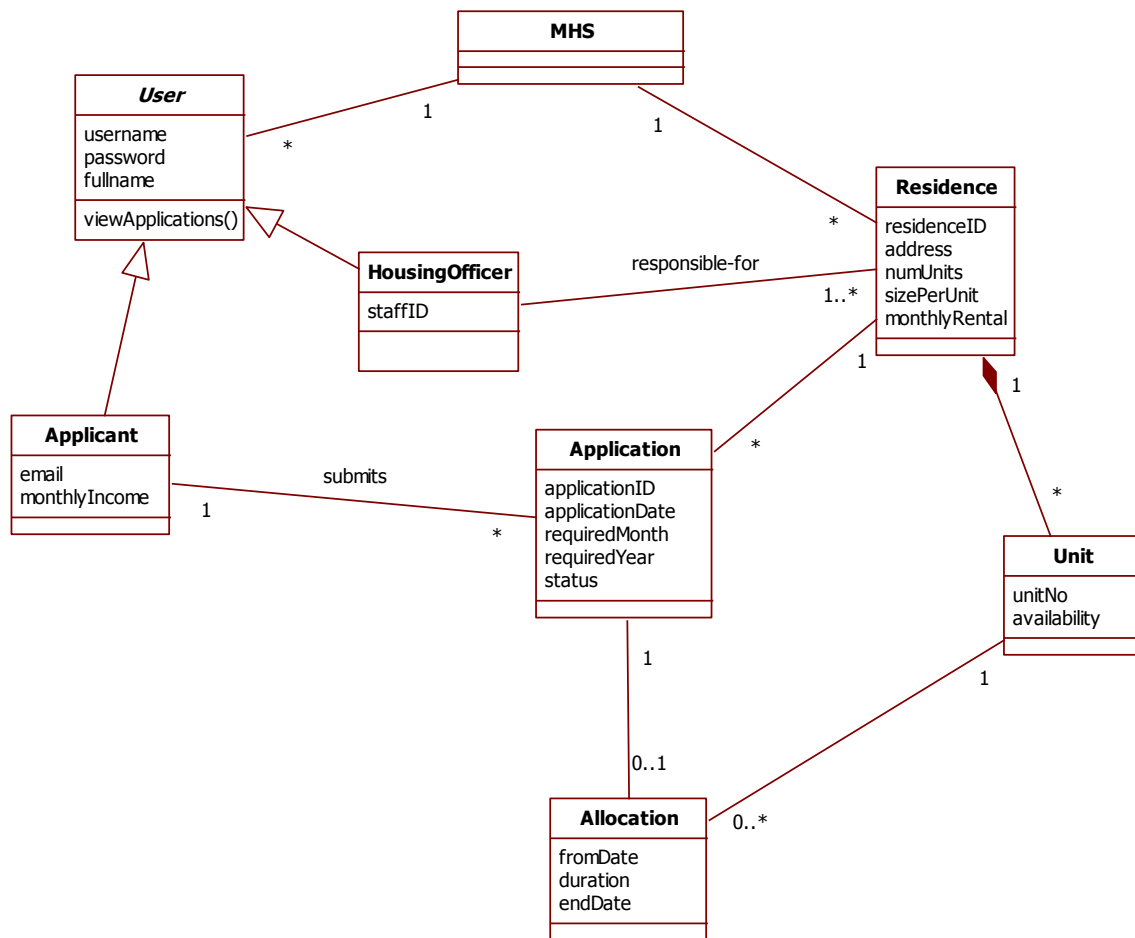 MHS
User
username
password
fullname
viewApplications()
1
*
1
*
Residence
residenceID
address
numUnits
sizePerUnit
monthlyRental
HousingOfficer
staffID
responsible-for
1..*
1
*
1
*
Applicant
email
monthlyIncome
submits
1
*
Application
applicationID
applicationDate
requiredMonth
requiredYear
status
Unit
unitNo
availability
1
0..1
1
0..*
Allocation
fromDate
duration
endDate